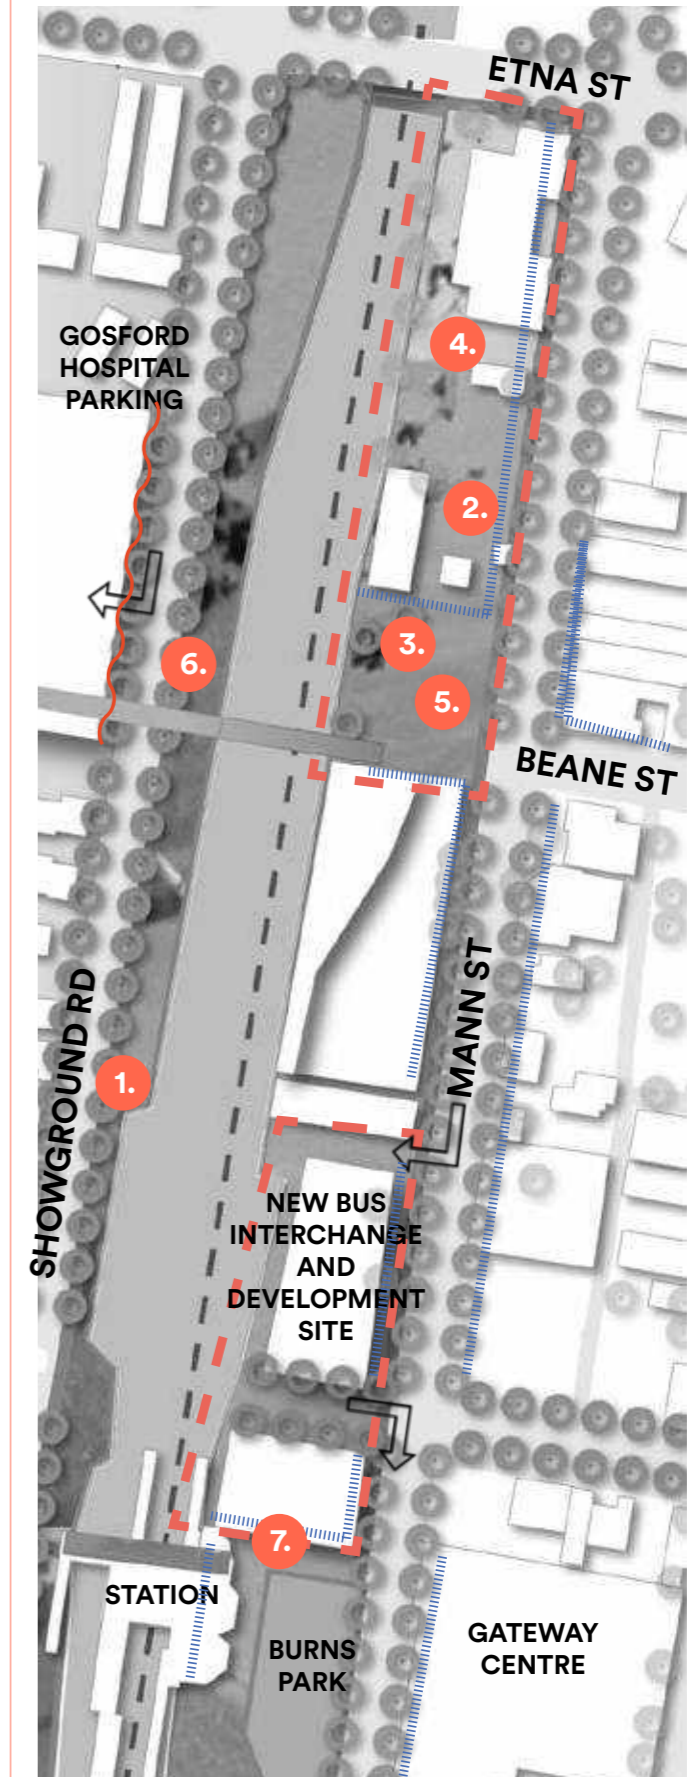 ETNA ST
GOSFORD
HOSPITAL
PARKING
4.
2.
3.
6.
5.
BEANE ST
MANN ST
SHOWGROUND RD
1.
NEW BUS
INTERCHANGE
AND
DEVELOPMENT
SITE
7.
STATION
BURNS
PARK
GATEWAY
CENTRE